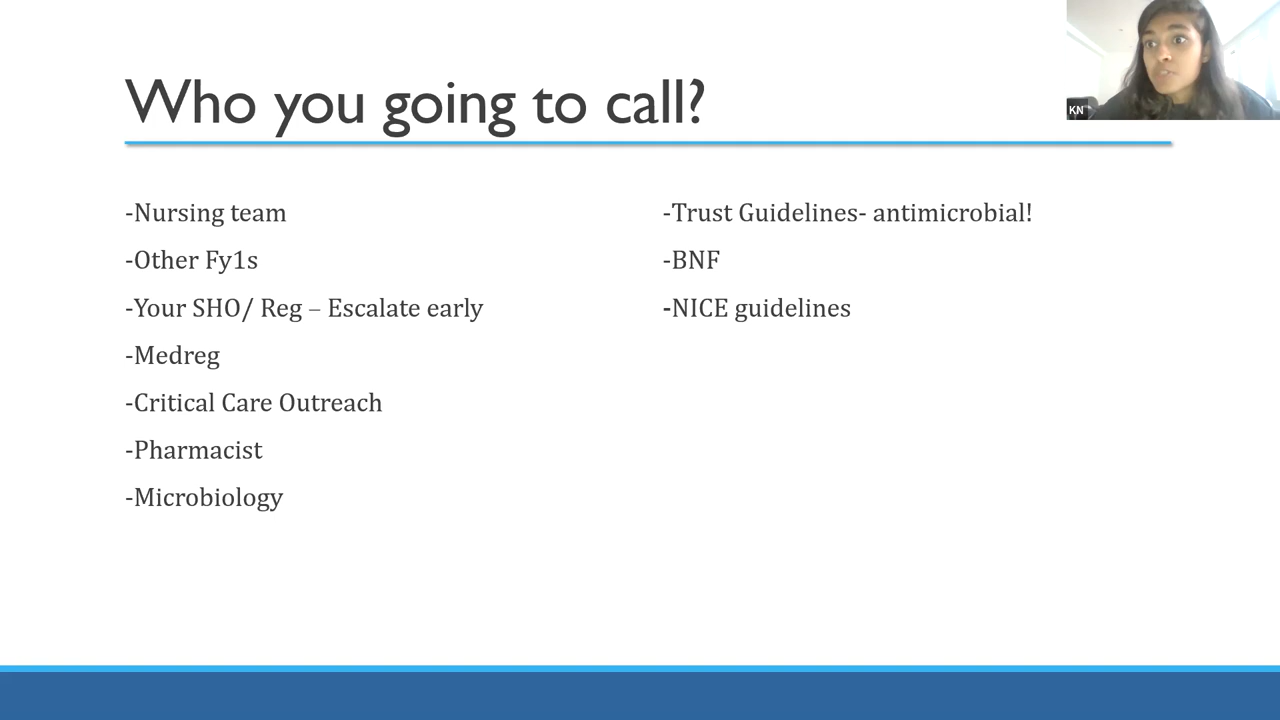 Who you going to call?
KN
-Nursing team
-Other Fy1s
-Your SHO/ Reg – Escalate early
-Medreg
-Critical Care Outreach
-Pharmacist
-Microbiology
-Trust Guidelines- antimicrobial!
-BNF
-NICE guidelines